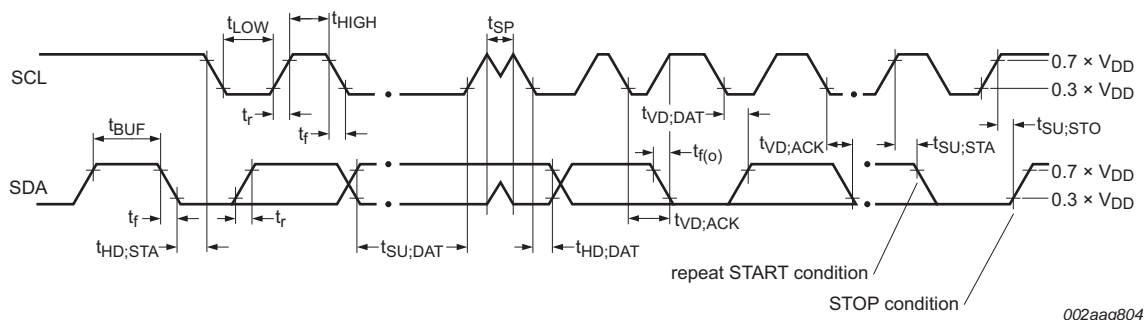 tLOW
tHIGH
tSP
SCL
0.7 × VDD
0.3 × VDD
tr
tf
tVD;DAT
tSU;STO
tBUF
tVD;ACK
tSU;STA
tf(o)
SDA
0.7 × VDD
0.3 × VDD
tf
tr
tVD;ACK
tHD;STA
tSU;DAT
tHD;DAT
repeat START condition
STOP condition
002aag804